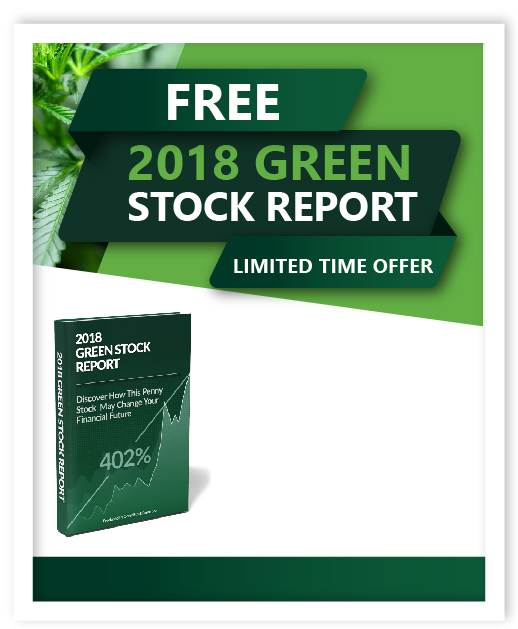 FREE
2018 GREEN
STOCK REPORT
LIMITED TIME OFFER
2018
GREEN STOCK
REPORT
Discover How This Penny
Stock May Change Your
Financial Future
402%
2018 GREEN STOCK REPORT